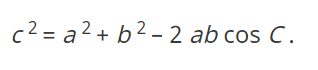 c² = a² + b² – 2 ab cos C.